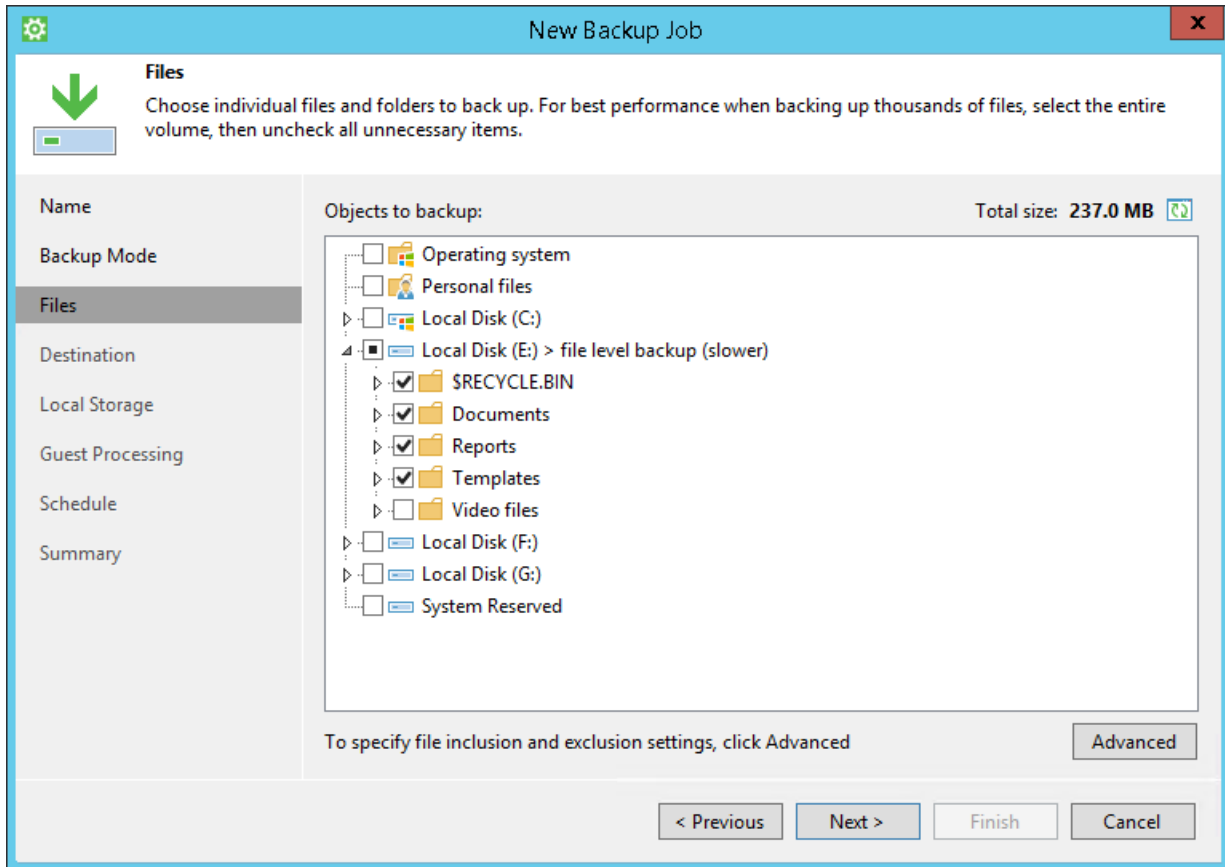 New Backup Job
x
Files
Choose individual files and folders to back up. For best performance when backing up thousands of files, select the entire
volume, then uncheck all unnecessary items.
Name
Backup Mode
Files
Destination
Local Storage
Guest Processing
Schedule
Summary
Objects to backup:
Total size: 237.0 MB
Operating system
Personal files
Local Disk (C:)
Local Disk (E:) > file level backup (slower)
$RECYCLE.BIN
Documents
Reports
Templates
Video files
Local Disk (F:)
Local Disk (G:)
System Reserved
To specify file inclusion and exclusion settings, click Advanced
Advanced
< Previous
Next >
Finish
Cancel